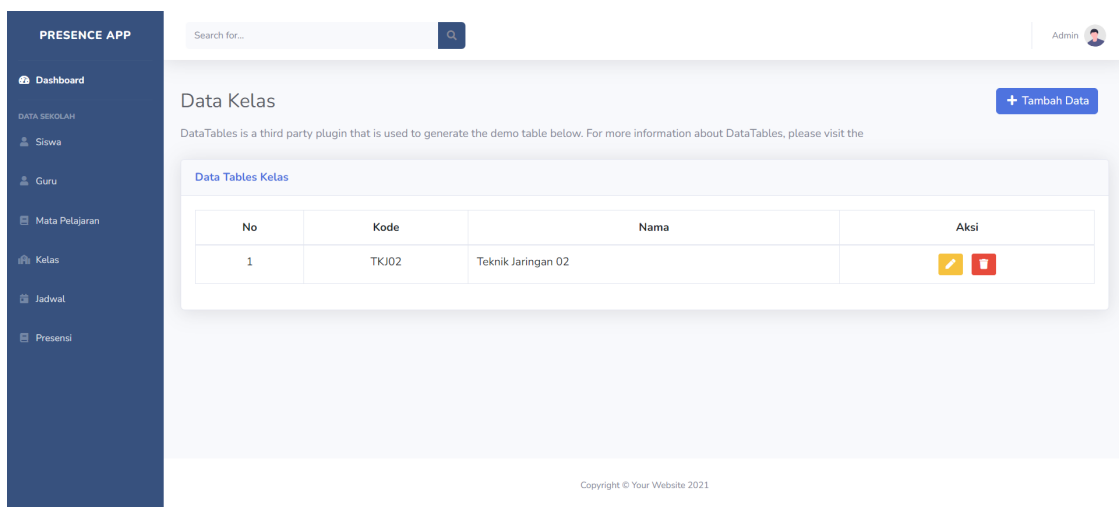 PRESENCE APP
Search for...
Admin
Dashboard
DATA SEKOLAH
Siswa
Guru
Mata Pelajaran
Kelas
Jadwal
Presensi
Data Kelas
+ Tambah Data
DataTables is a third party plugin that is used to generate the demo table below. For more information about DataTables, please visit the
Data Tables Kelas
No Kode Nama Aksi
1 TKJ02 Teknik Jaringan 02
Copyright © Your Website 2021